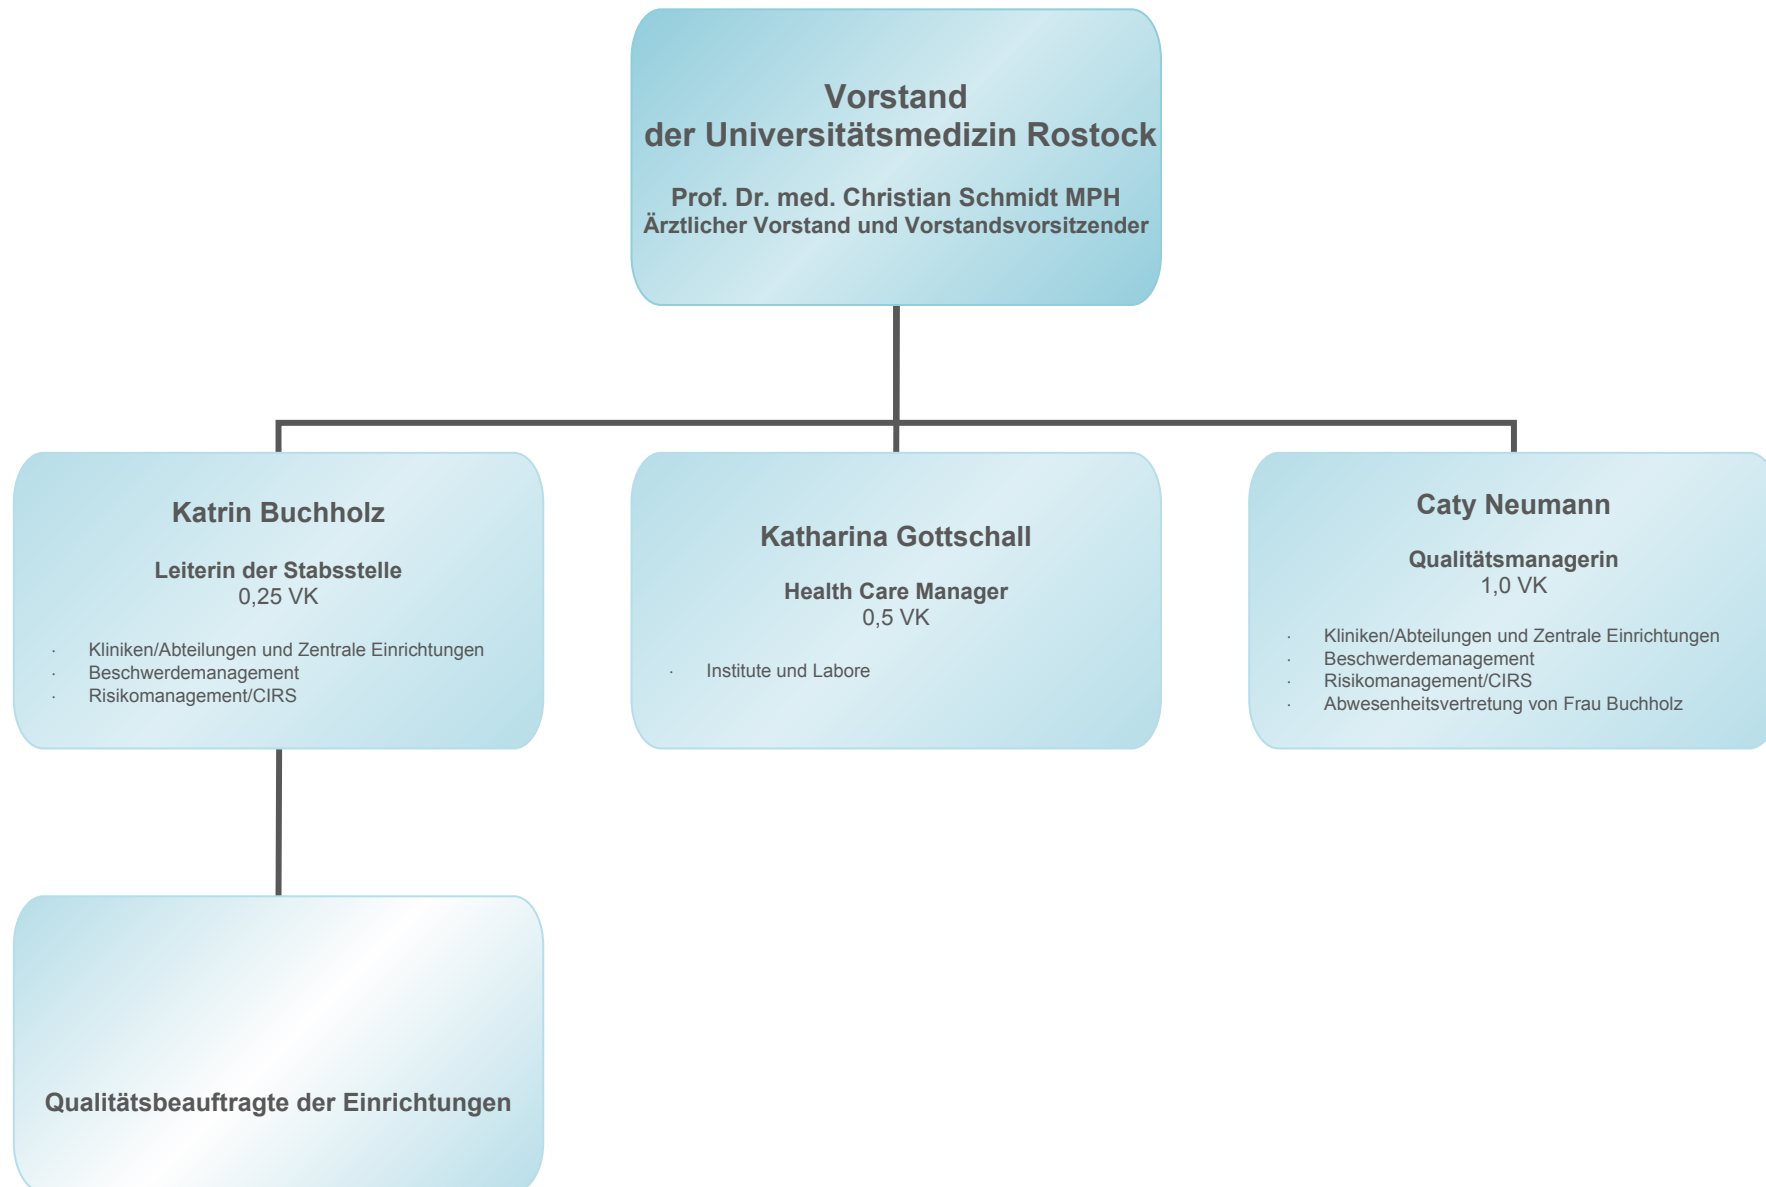 Vorstand
der Universitätsmedizin Rostock
Prof. Dr. med. Christian Schmidt MPH
Ärztlicher Vorstand und Vorstandsvorsitzender
Katrin Buchholz
Leiterin der Stabsstelle
0,25 VK
· Kliniken/Abteilungen und Zentrale Einrichtungen
· Beschwerdemanagement
· Risikomanagement/CIRS
Katharina Gottschall
Health Care Manager
0,5 VK
· Institute und Labore
Caty Neumann
Qualitätsmanagerin
1,0 VK
· Kliniken/Abteilungen und Zentrale Einrichtungen
· Beschwerdemanagement
· Risikomanagement/CIRS
· Abwesenheitsvertretung von Frau Buchholz
Qualitätsbeauftragte der Einrichtungen